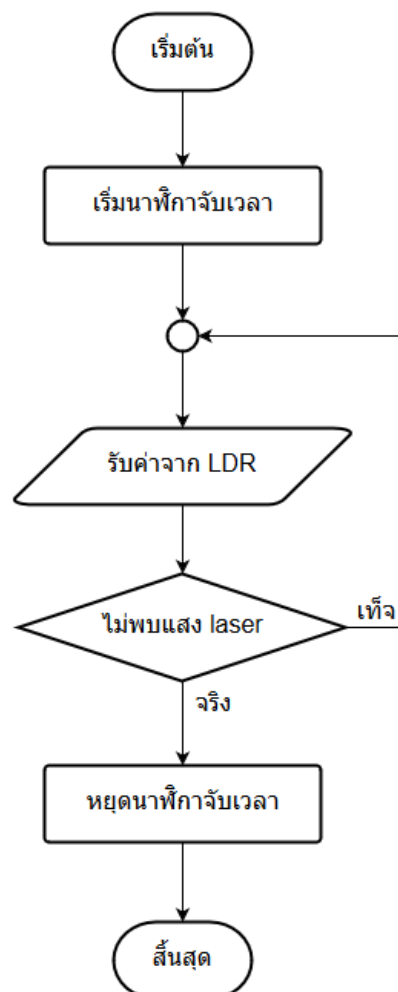 เริ่มต้น
เริ่มนาฬิกาจับเวลา
รับค่าจาก LDR
ไม่พบแสง laser
เท็จ
จริง
หยุดนาฬิกาจับเวลา
สิ้นสุด